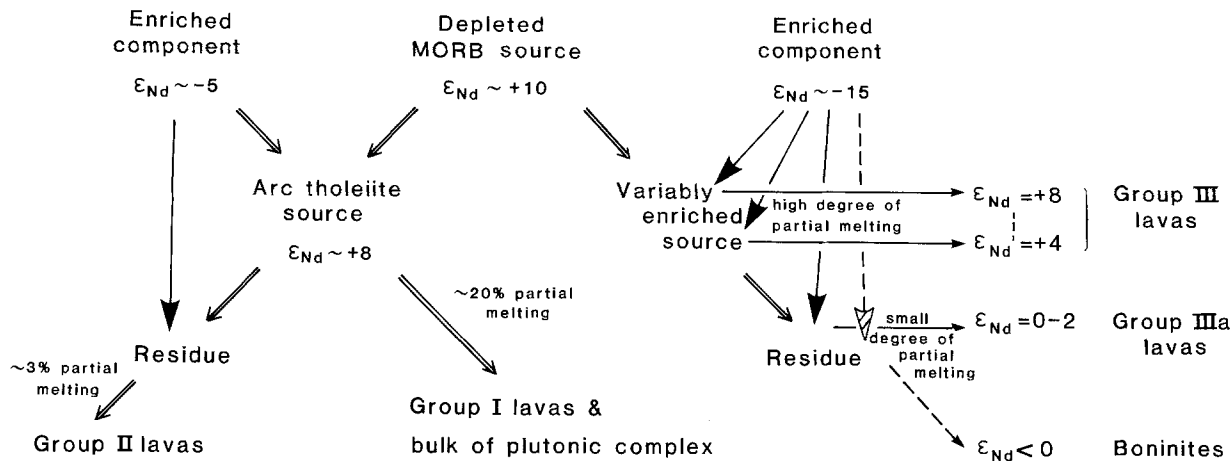 Enriched
component
εNd ~ -5
Depleted
MORB source
εNd ~ +10
Enriched
component
εNd ~ -15
Arc tholeiite
source
εNd ~ +8
Variably
enriched
source
high degree of
partial melting
εNd = +8
εNd = +4
Group III
lavas
~20% partial
melting
Residue
~3% partial
melting
Group II lavas
Group I lavas &
bulk of plutonic complex
Residue
small
degree of
partial
melting
εNd = 0-2
Group IIIa
lavas
εNd < 0
Boninites